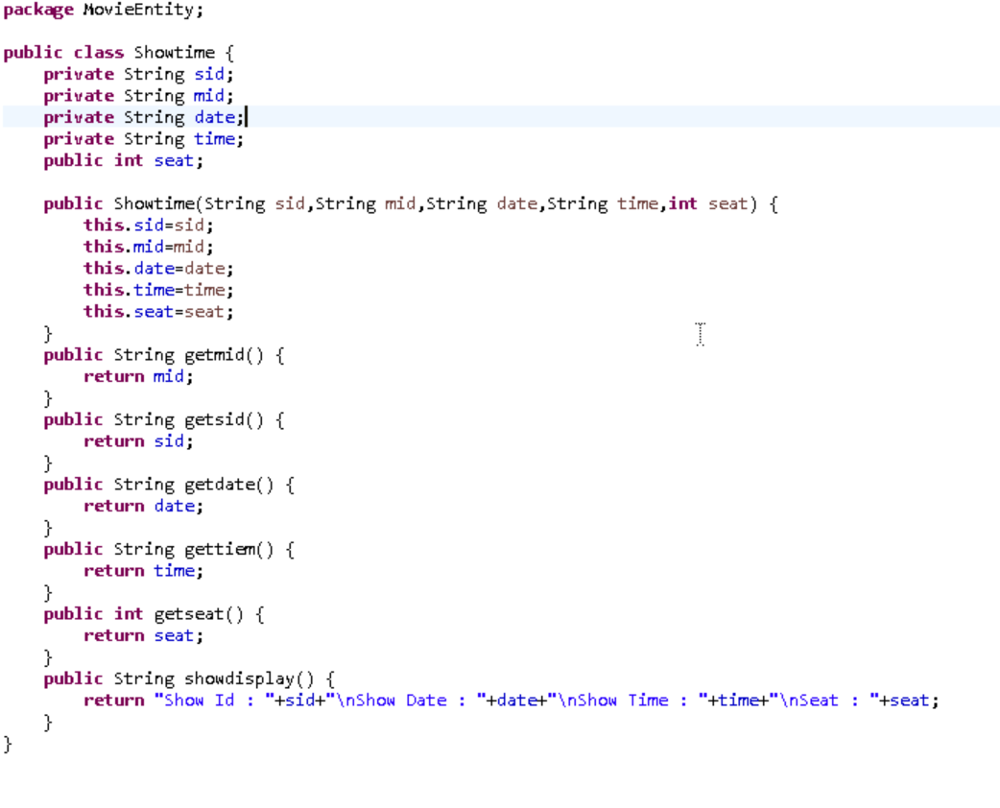 package MovieEntity;
public class Showtime {
private String sid;
private String mid;
private String date;
private String time;
public int seat;
public Showtime(String sid,String mid,String date,String time,int seat) {
this.sid=sid;
this.mid=mid;
this.date=date;
this.time=time;
this.seat=seat;
}
public String getmid() {
return mid;
}
public String getsid() {
return sid;
}
public String getdate() {
return date;
}
public String gettiem() {
return time;
}
public int getseat() {
return seat;
}
public String showdisplay() {
return "Show Id : "+sid+"\nShow Date : "+date+"\nShow Time : "+time+"\nSeat : "+seat;
}
}